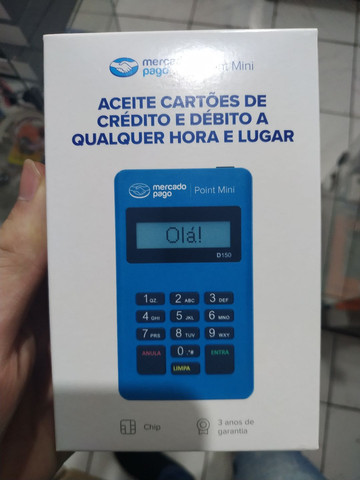 mercado pago Point Mini
ACEITE CARTÕES DE
CRÉDITO E DÉBITO A
QUALQUER HORA E LUGAR
mercado pago Point Mini
Olá!
D150
1 QZ. 2 ABC 3 DEF
4 GHI 5 JKL 6 MNO
7 PRS 8 TUV 9 WXY
ANULA 0 .*# ENTRA
LIMPA
Chip
3 anos de
garantia